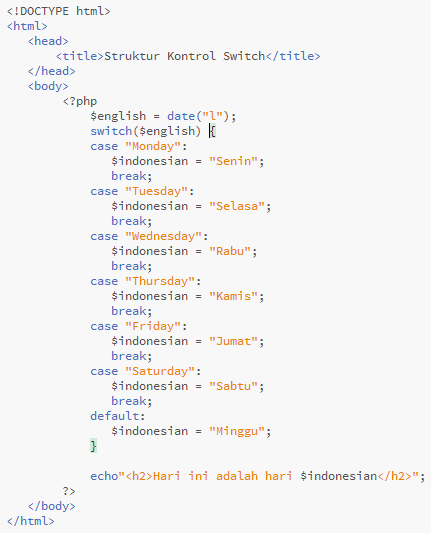 <!DOCTYPE html>
<html>
<head>
<title>Struktur Kontrol Switch</title>
</head>
<body>
<?php
$english = date("l");
switch($english) {
case "Monday":
$indonesian = "Senin";
break;
case "Tuesday":
$indonesian = "Selasa";
break;
case "Wednesday":
$indonesian = "Rabu";
break;
case "Thursday":
$indonesian = "Kamis";
break;
case "Friday":
$indonesian = "Jumat";
break;
case "Saturday":
$indonesian = "Sabtu";
break;
default:
$indonesian = "Minggu";
}
echo"<h2>Hari ini adalah hari $indonesian</h2>";
?>
</body>
</html>